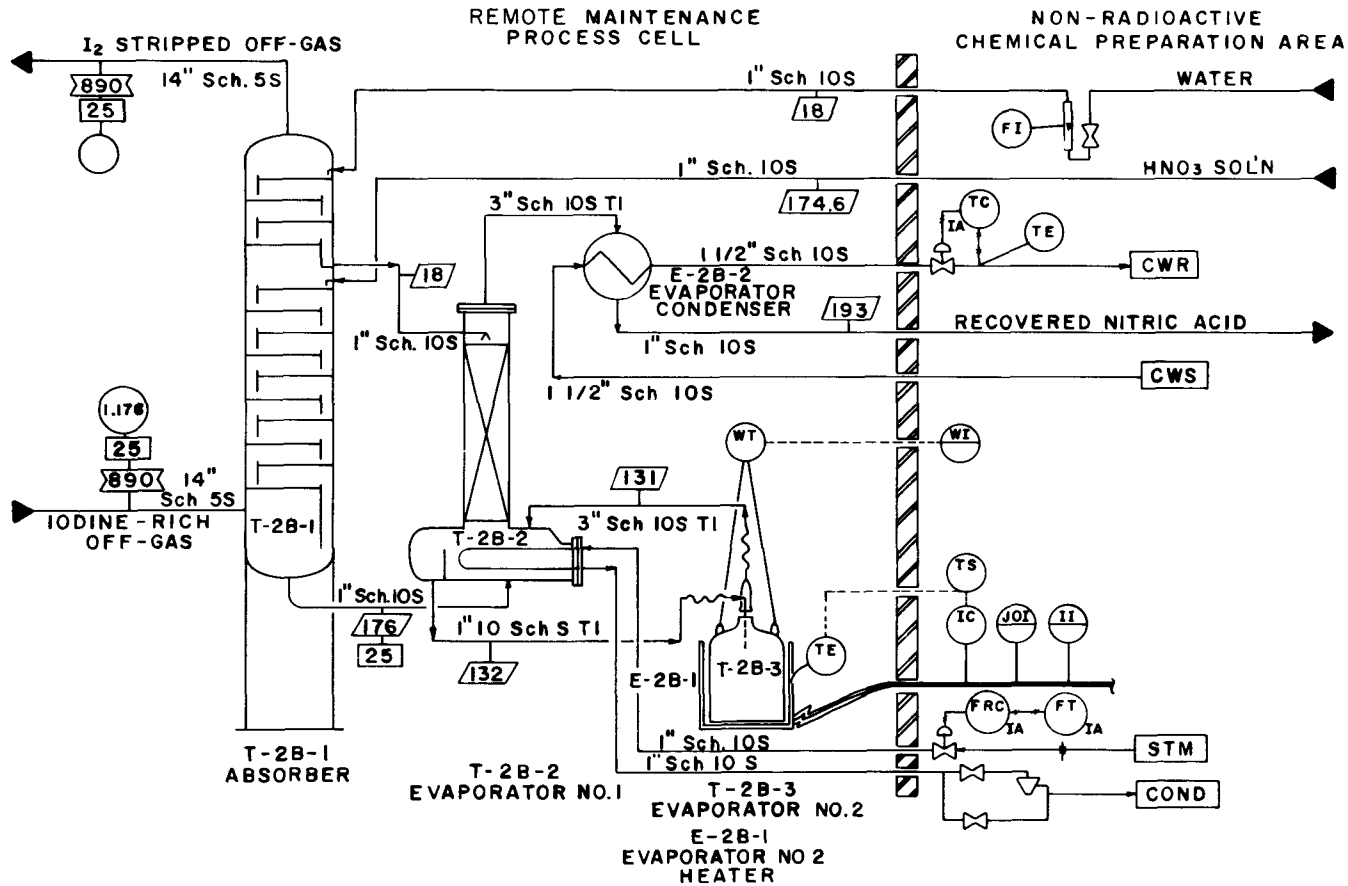 REMOTE MAINTENANCE
PROCESS CELL
NON-RADIOACTIVE
CHEMICAL PREPARATION AREA
I₂ STRIPPED OFF-GAS
14" Sch. 5S
890
25
1" Sch 10S
18
WATER
FI
1" Sch. 10S
174.6
HNO₃ SOL'N
3" Sch 10S TI
TC
IA
TE
1 1/2" Sch 10S
CWR
18
E-2B-2
EVAPORATOR
CONDENSER
193
RECOVERED NITRIC ACID
1" Sch. 10S
1" Sch 10S
1 1/2" Sch 10S
CWS
1.176
25
890
14"
Sch 5S
IODINE-RICH
OFF-GAS
T-2B-1
WT
WI
131
3" Sch 10S TI
T-2B-2
1" Sch. 10S
176
25
1" 10 Sch S TI
132
TS
IC
JOI
II
TE
E-2B-1
T-2B-3
FRC
IA
FT
IA
1" Sch. 10S
STM
1" Sch 10 S
COND
T-2B-1
ABSORBER
T-2B-2
EVAPORATOR NO.1
T-2B-3
EVAPORATOR NO.2
E-2B-1
EVAPORATOR NO 2
HEATER